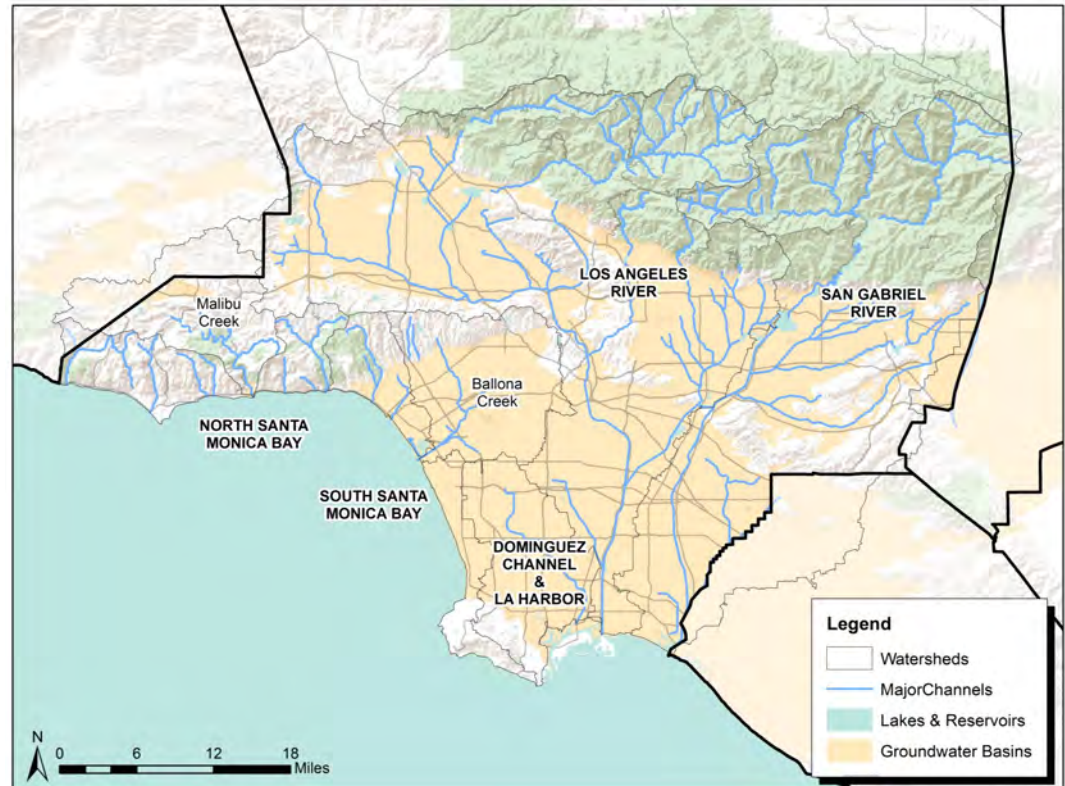 LOS ANGELES
RIVER
SAN GABRIEL
RIVER
Malibu
Creek
Ballona
Creek
NORTH SANTA
MONICA BAY
SOUTH SANTA
MONICA BAY
DOMINGUEZ
CHANNEL
&
LA HARBOR
Legend
Watersheds
MajorChannels
Lakes & Reservoirs
Groundwater Basins
N
0 6 12 18
Miles